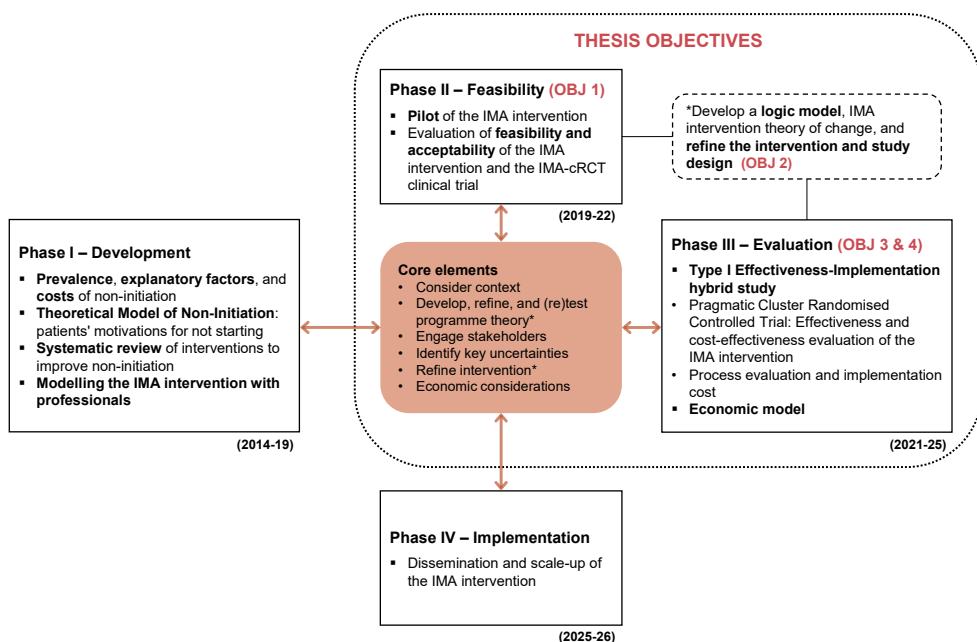 THESIS OBJECTIVES
Phase II – Feasibility (OBJ 1)
▪ Pilot of the IMA intervention
▪ Evaluation of feasibility and
acceptability of the IMA
intervention and the IMA-cRCT
clinical trial
(2019-22)
*Develop a logic model, IMA
intervention theory of change, and
refine the intervention and study
design (OBJ 2)
Phase I – Development
▪ Prevalence, explanatory factors, and
costs of non-initiation
▪ Theoretical Model of Non-Initiation:
patients' motivations for not starting
▪ Systematic review of interventions to
improve non-initiation
▪ Modelling the IMA intervention with
professionals
(2014-19)
Core elements
• Consider context
• Develop, refine, and (re)test
programme theory*
• Engage stakeholders
• Identify key uncertainties
• Refine intervention*
• Economic considerations
Phase III – Evaluation (OBJ 3 & 4)
▪ Type I Effectiveness-Implementation
hybrid study
• Pragmatic Cluster Randomised
Controlled Trial: Effectiveness and
cost-effectiveness evaluation of the
IMA intervention
• Process evaluation and implementation
cost
▪ Economic model
(2021-25)
Phase IV – Implementation
▪ Dissemination and scale-up of
the IMA intervention
(2025-26)